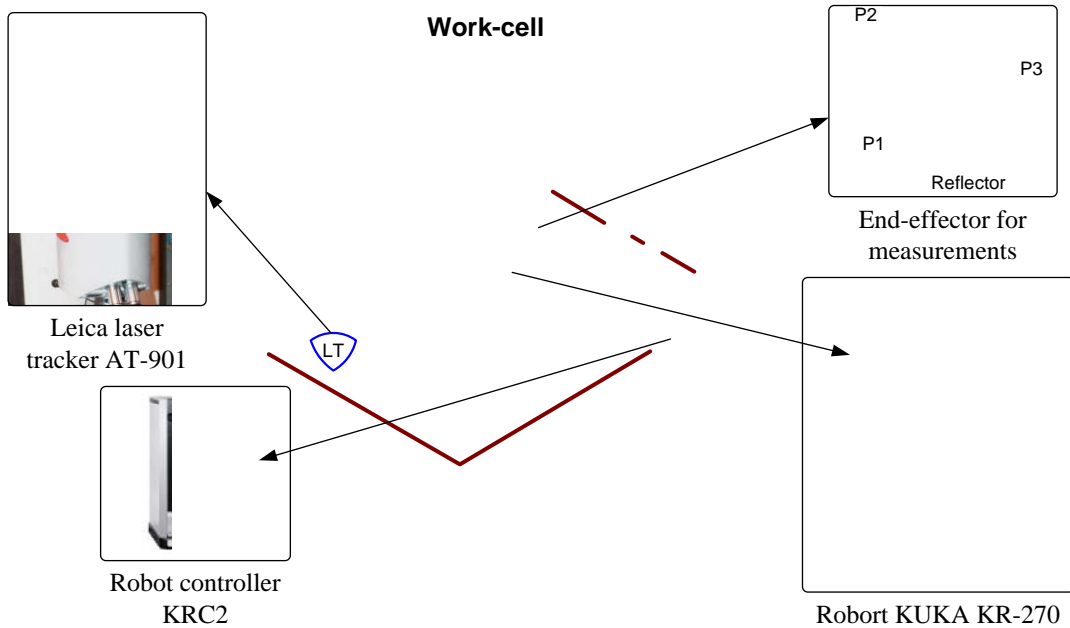 Work-cell
P2
P3
P1
Reflector
End-effector for
measurements
Leica laser
tracker AT-901
LT
Robot controller
KRC2
Robort KUKA KR-270